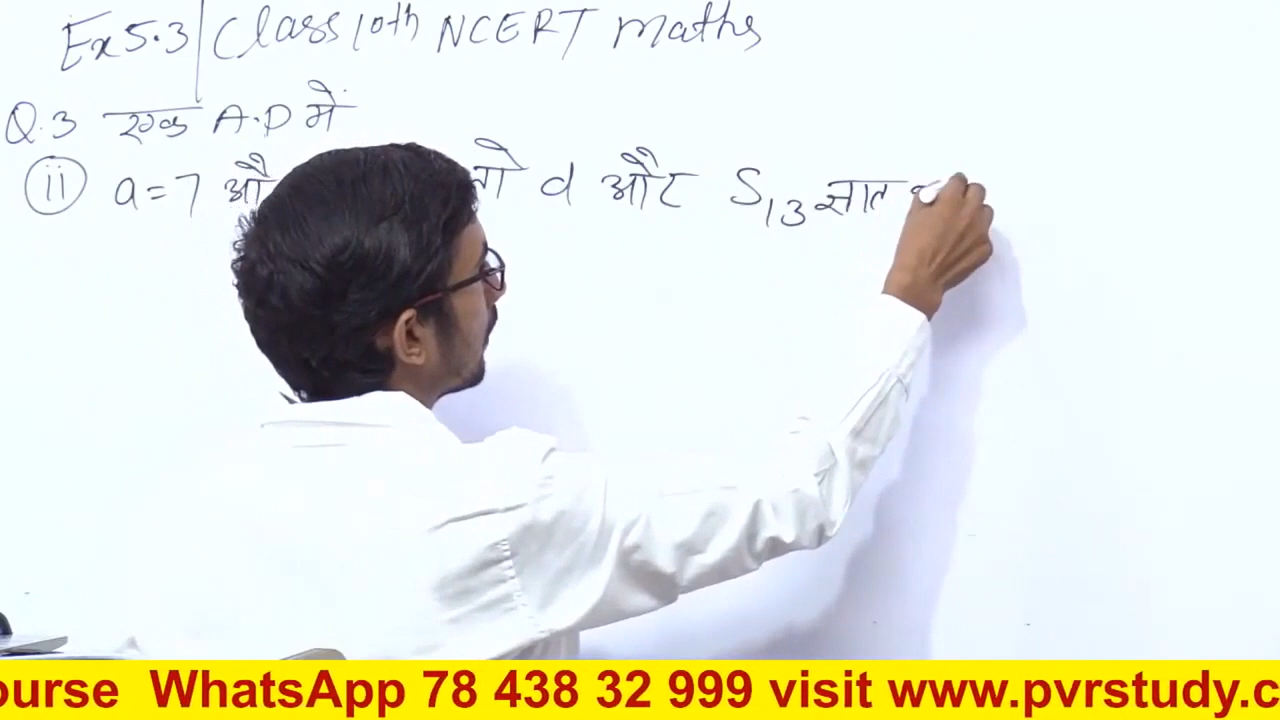 Ex 5.3 | Class 10th NCERT Maths
Q.3 एक A.P में
ii a = 7 और d और S13 ज्ञात
ourse WhatsApp 78 438 32 999 visit www.pvrstudy.c